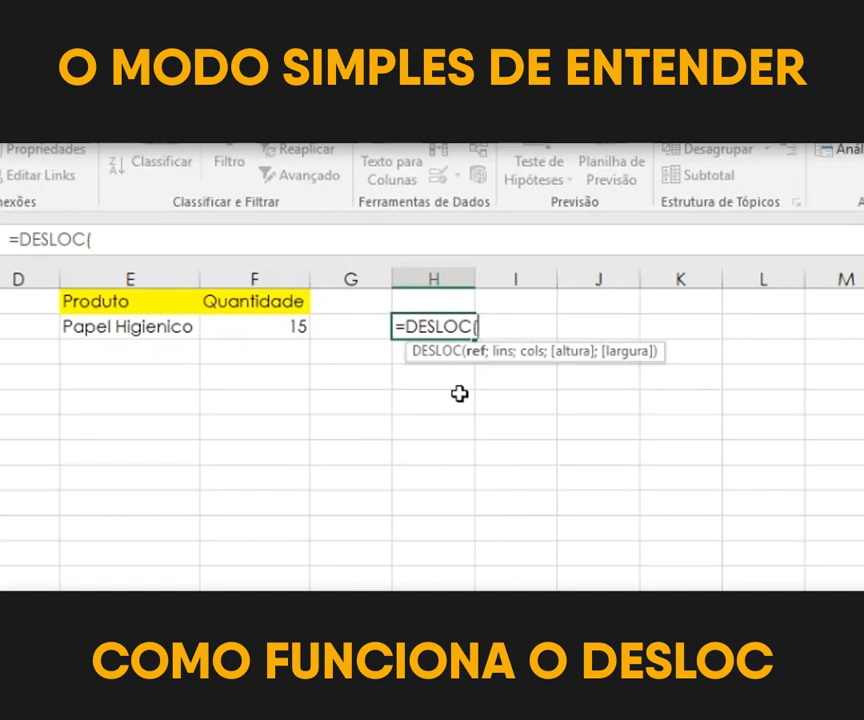 O MODO SIMPLES DE ENTENDER
Propriedades
Classificar
Filtro
Reaplicar
Texto para
Colunas
Teste de
Hipóteses
Planilha de
Previsão
Desagrupar
Editar Links
Avançado
Subtotal
Classificar e Filtrar
Ferramentas de Dados
Previsão
Estrutura de Tópicos
=DESLOC(
D E F G H I J K L M
Produto Quantidade
Papel Higienico 15 =DESLOC(
DESLOC(ref; lins; cols; [altura]; [largura])
COMO FUNCIONA O DESLOC